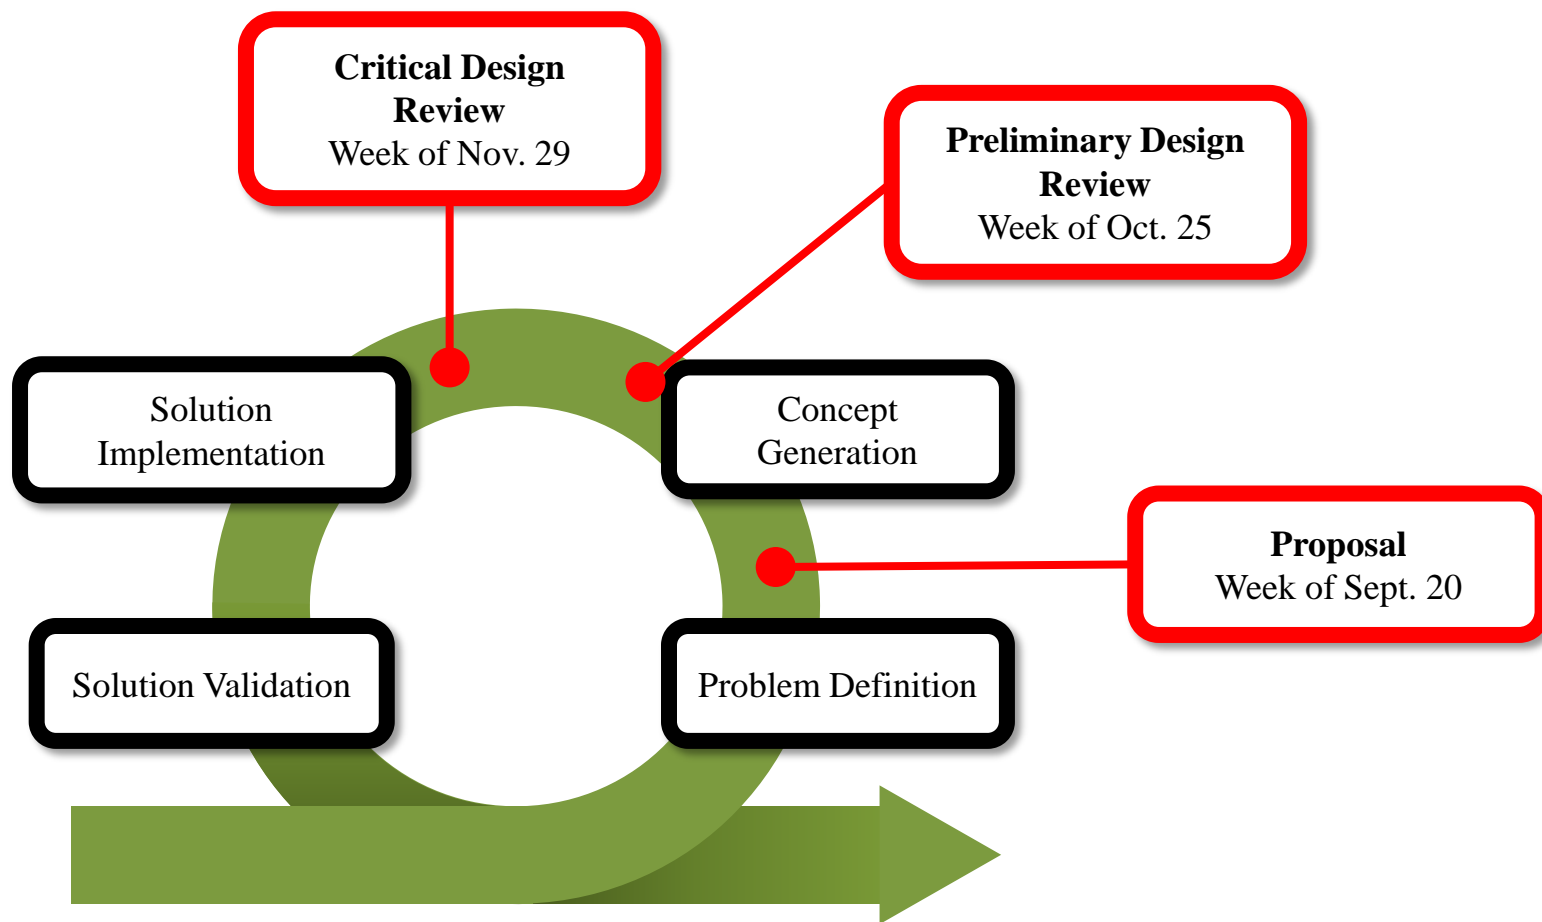 Critical Design
Review
Week of Nov. 29
Preliminary Design
Review
Week of Oct. 25
Solution
Implementation
Concept
Generation
Proposal
Week of Sept. 20
Solution Validation
Problem Definition